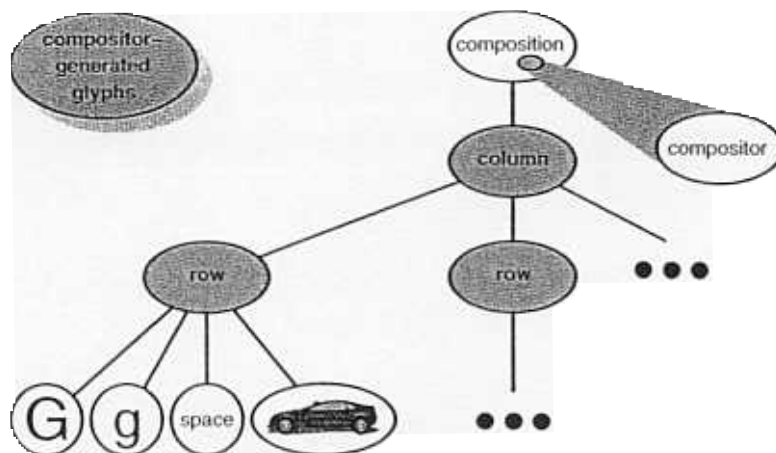 compositor-
generated
glyphs
composition
compositor
column
row
row
G
g
space